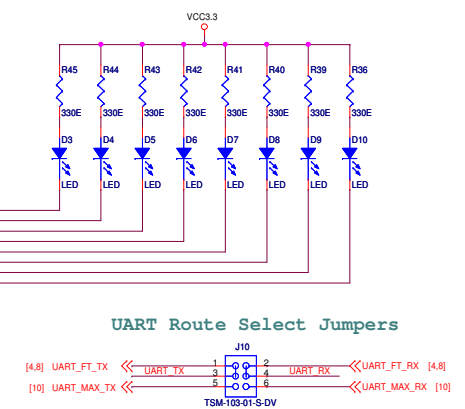 VCC3.3
R45 R44 R43 R42 R41 R40 R39 R36
330E 330E 330E 330E 330E 330E 330E 330E
D3 D4 D5 D6 D7 D8 D9 D10
LED LED LED LED LED LED LED LED
UART Route Select Jumpers
J10
[4,8] UART_FT_TX 1 2 UART_FT_RX [4,8]
UART_TX 3 4 UART_RX
[10] UART_MAX_TX 5 6 UART_MAX_RX [10]
TSM-103-01-S-DV